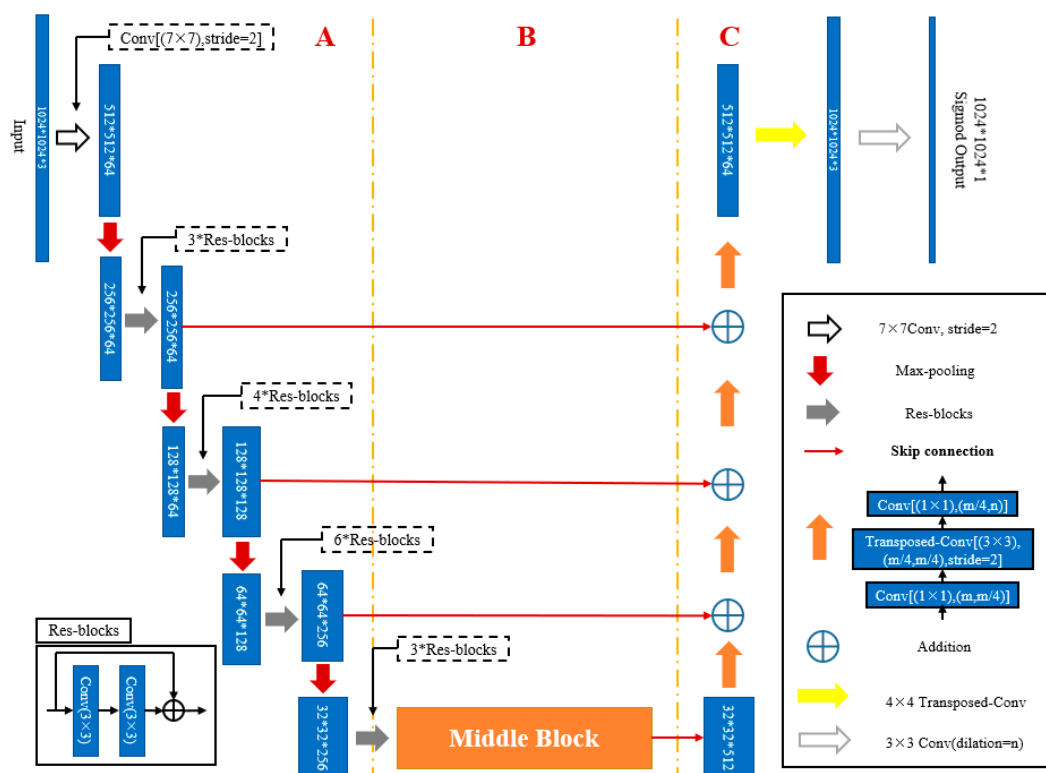 Conv[(7×7),stride=2]
A
B
C
Input
1024*1024*3
512*512*64
512*512*64
1024*1024*3
1024*1024*1
Sigmod Output
3*Res-blocks
256*256*64
256*256*64
4*Res-blocks
128*128*64
128*128*128
6*Res-blocks
64*64*128
64*64*256
3*Res-blocks
32*32*256
Middle Block
32*32*512
Res-blocks
Conv(3×3)
Conv(3×3)
7×7Conv, stride=2
Max-pooling
Res-blocks
Skip connection
Conv[(1×1),(m/4,n)]
Transposed-Conv[(3×3),
(m/4,m/4),stride=2]
Conv[(1×1),(m,m/4)]
Addition
4×4 Transposed-Conv
3×3 Conv(dilation=n)